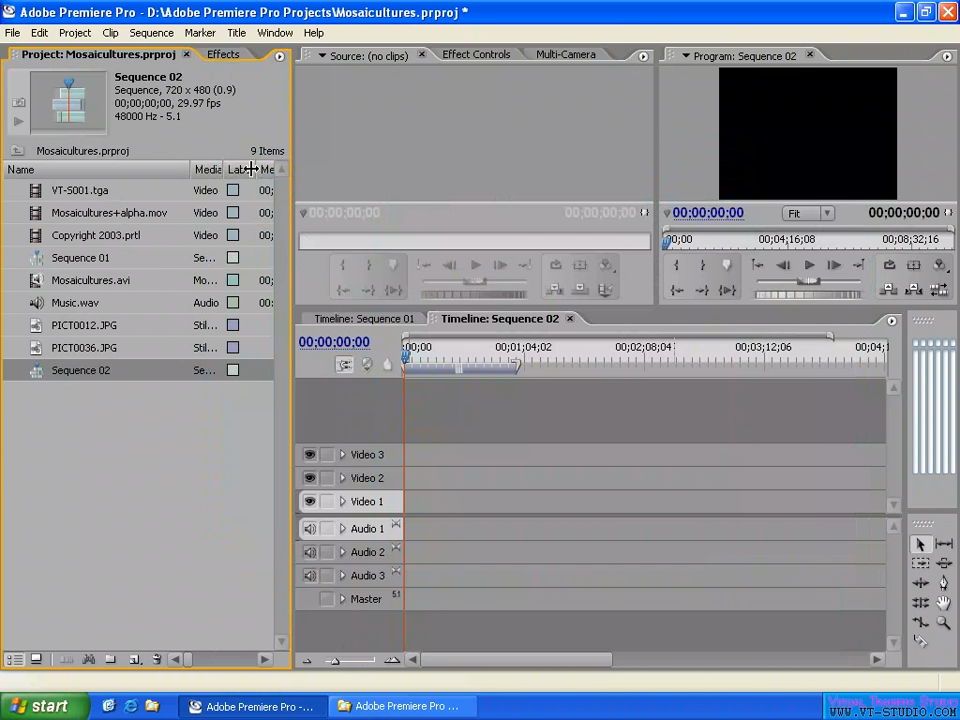 Adobe Premiere Pro - D:\Adobe Premiere Pro Projects\Mosaicultures.prproj *
File Edit Project Clip Sequence Marker Title Window Help
Project: Mosaicultures.prproj Effects
Source: (no clips) Effect Controls Multi-Camera
Program: Sequence 02
Sequence 02
Sequence, 720 x 480 (0.9)
00;00;00;00, 29.97 fps
48000 Hz - 5.1
Mosaicultures.prproj 9 Items
Name Media Lab Me
VT-S001.tga Video 00;
Mosaicultures+alpha.mov Video 00;
Copyright 2003.prtl Video 00;
Sequence 01 Se...
Mosaicultures.avi Mo... 00;
Music.wav Audio 00:
PICT0012.JPG Stil...
PICT0036.JPG Stil...
Sequence 02 Se...
00;00;00;00 00;00;00;00
00;00;00;00 Fit 00;00;00;00
00;00 00;04;16;08 00;08;32;16
Timeline: Sequence 01 Timeline: Sequence 02
00;00;00;00 00;00 00;01;04;02 00;02;08;04 00;03;12;06 00;04;1
Video 3
Video 2
Video 1
Audio 1
Audio 2
Audio 3
Master 5.1
start Adobe Premiere Pro -... Adobe Premiere Pro ...
Visual Training Studio
www.VT-STUDIO.com